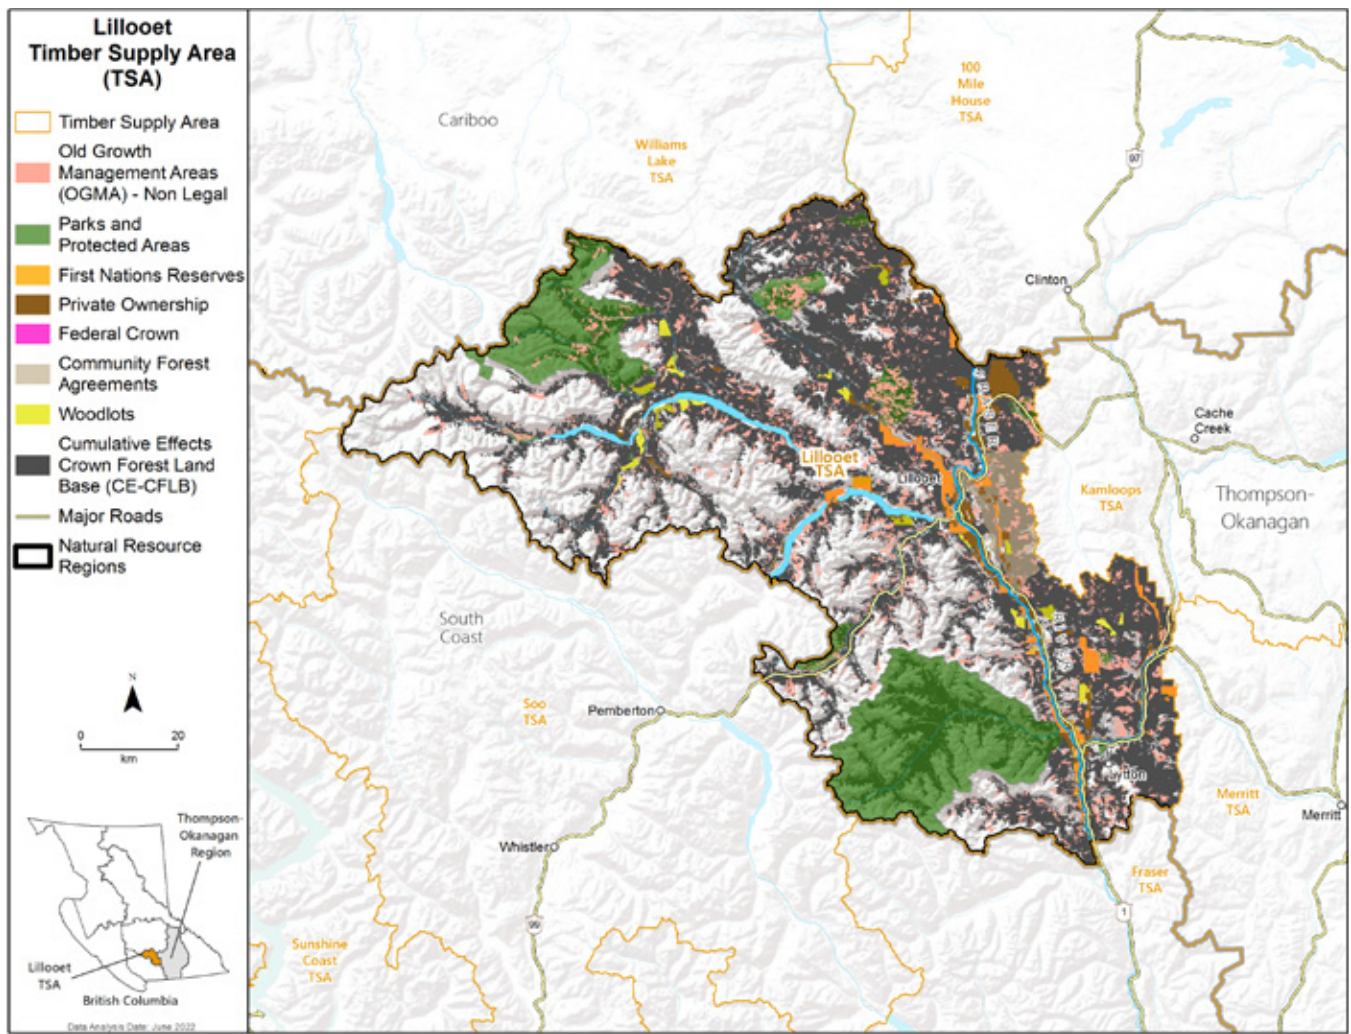 Lillooet
Timber Supply Area
(TSA)
Timber Supply Area
Old Growth
Management Areas
(OGMA) - Non Legal
Parks and
Protected Areas
First Nations Reserves
Private Ownership
Federal Crown
Community Forest
Agreements
Woodlots
Cumulative Effects
Crown Forest Land
Base (CE-CFLB)
Major Roads
Natural Resource
Regions
N
0 20
km
Thompson-
Okanagan
Region
Lillooet
TSA
British Columbia
Data Analysis Date: June 2022
100
Mile
House
TSA
Cariboo
Williams
Lake
TSA
97
Clinton
Cache
Creek
FRASER
Lillooet
TSA
Lillooet
Kamloops
TSA
Thompson-
Okanagan
South
Coast
RIVER
Soo
TSA
Pemberton
Lytton
Merritt
TSA
Merritt
Whistler
Fraser
TSA
1
99
Sunshine
Coast
TSA